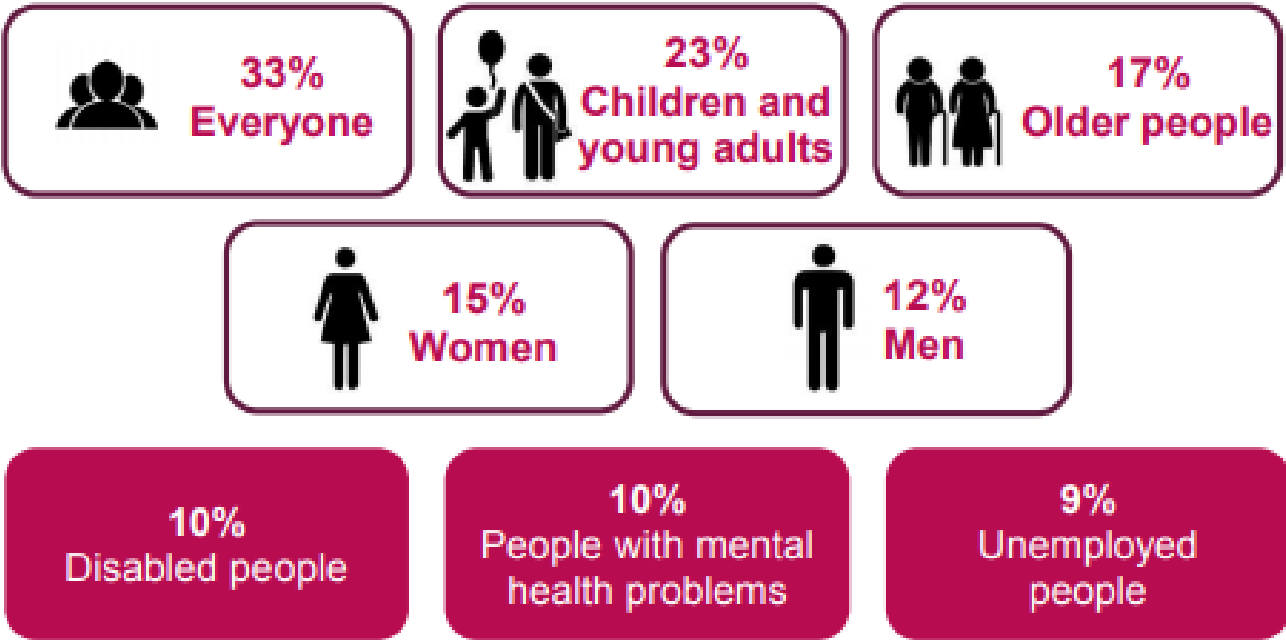 33%
Everyone
23%
Children and
young adults
17%
Older people
15%
Women
12%
Men
10%
Disabled people
10%
People with mental
health problems
9%
Unemployed
people